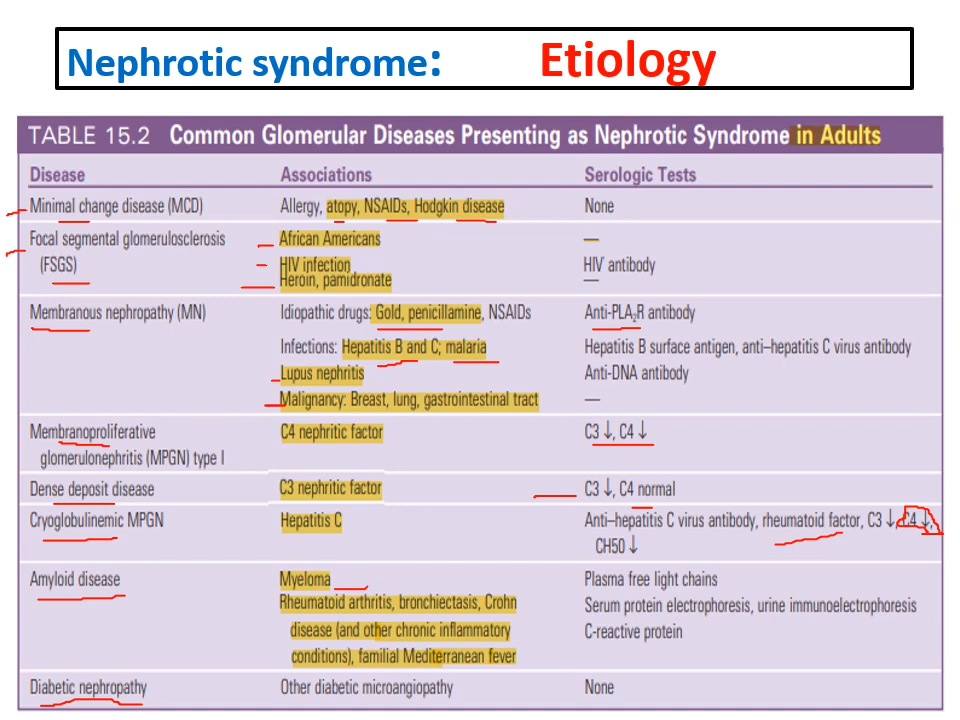 Nephrotic syndrome: Etiology
TABLE 15.2 Common Glomerular Diseases Presenting as Nephrotic Syndrome in Adults
Disease Associations Serologic Tests
Minimal change disease (MCD) Allergy, atopy, NSAIDs, Hodgkin disease None
Focal segmental glomerulosclerosis African Americans —
(FSGS) HIV infection HIV antibody
Heroin, pamidronate —
Membranous nephropathy (MN) Idiopathic drugs: Gold, penicillamine, NSAIDs Anti-PLA₂R antibody
Infections: Hepatitis B and C; malaria Hepatitis B surface antigen, anti–hepatitis C virus antibody
Lupus nephritis Anti-DNA antibody
Malignancy: Breast, lung, gastrointestinal tract —
Membranoproliferative C4 nephritic factor C3 ↓, C4 ↓
glomerulonephritis (MPGN) type I
Dense deposit disease C3 nephritic factor C3 ↓, C4 normal
Cryoglobulinemic MPGN Hepatitis C Anti–hepatitis C virus antibody, rheumatoid factor, C3 ↓, C4 ↓,
CH50 ↓
Amyloid disease Myeloma Plasma free light chains
Rheumatoid arthritis, bronchiectasis, Crohn Serum protein electrophoresis, urine immunoelectrophoresis
disease (and other chronic inflammatory C-reactive protein
conditions), familial Mediterranean fever
Diabetic nephropathy Other diabetic microangiopathy None